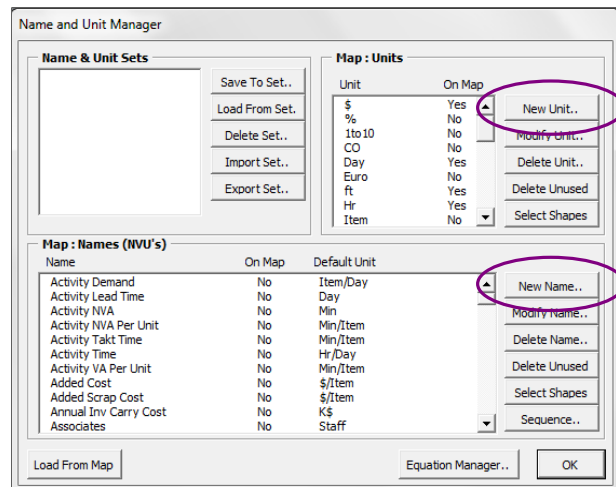 Name and Unit Manager
Name & Unit Sets
Save To Set..
Load From Set.
Delete Set..
Import Set..
Export Set..
Map : Units
Unit On Map
$ Yes
% No
1to10 No
CO No
Day Yes
Euro No
ft Yes
Hr Yes
Item No
New Unit..
Modify Unit..
Delete Unit..
Delete Unused
Select Shapes
Map : Names (NVU's)
Name On Map Default Unit
Activity Demand No Item/Day
Activity Lead Time No Day
Activity NVA No Min
Activity NVA Per Unit No Min/Item
Activity Takt Time No Min/Item
Activity Time No Hr/Day
Activity VA Per Unit No Min/Item
Added Cost No $/Item
Added Scrap Cost No $/Item
Annual Inv Carry Cost No K$
Associates No Staff
New Name..
Modify Name..
Delete Name..
Delete Unused
Select Shapes
Sequence..
Load From Map
Equation Manager..
OK